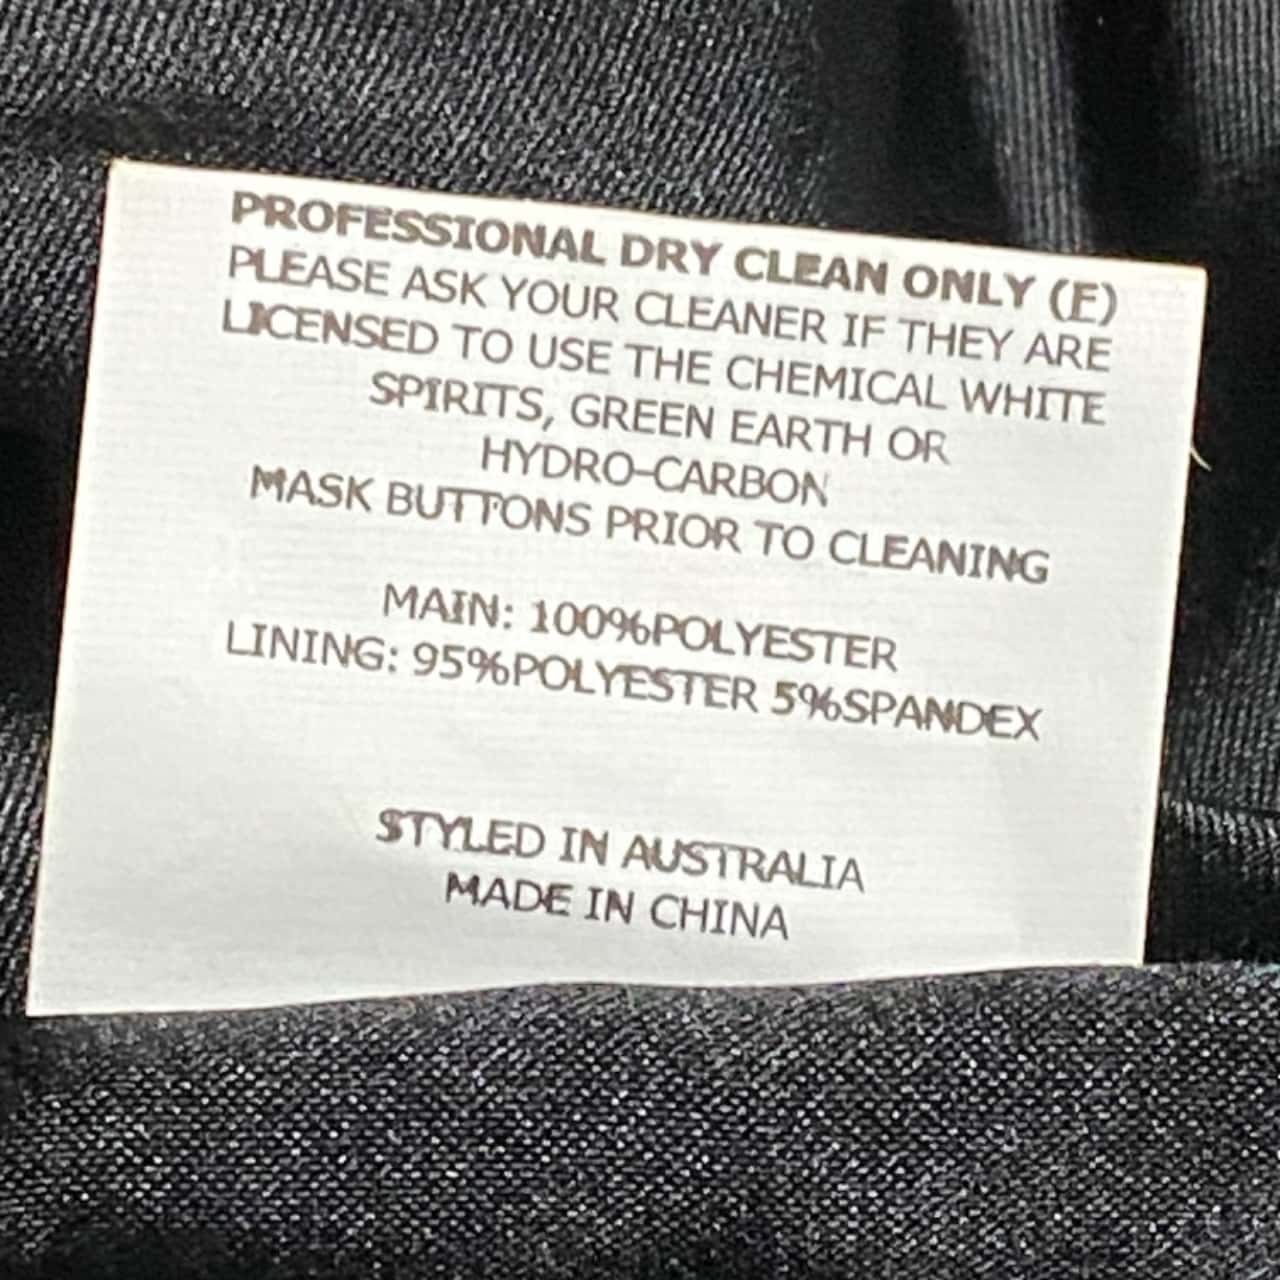 PROFESSIONAL DRY CLEAN ONLY (E)
PLEASE ASK YOUR CLEANER IF THEY ARE
LICENSED TO USE THE CHEMICAL WHITE
SPIRITS, GREEN EARTH OR
HYDRO-CARBON
MASK BUTTONS PRIOR TO CLEANING
MAIN: 100%POLYESTER
LINING: 95%POLYESTER 5%SPANDEX
STYLED IN AUSTRALIA
MADE IN CHINA